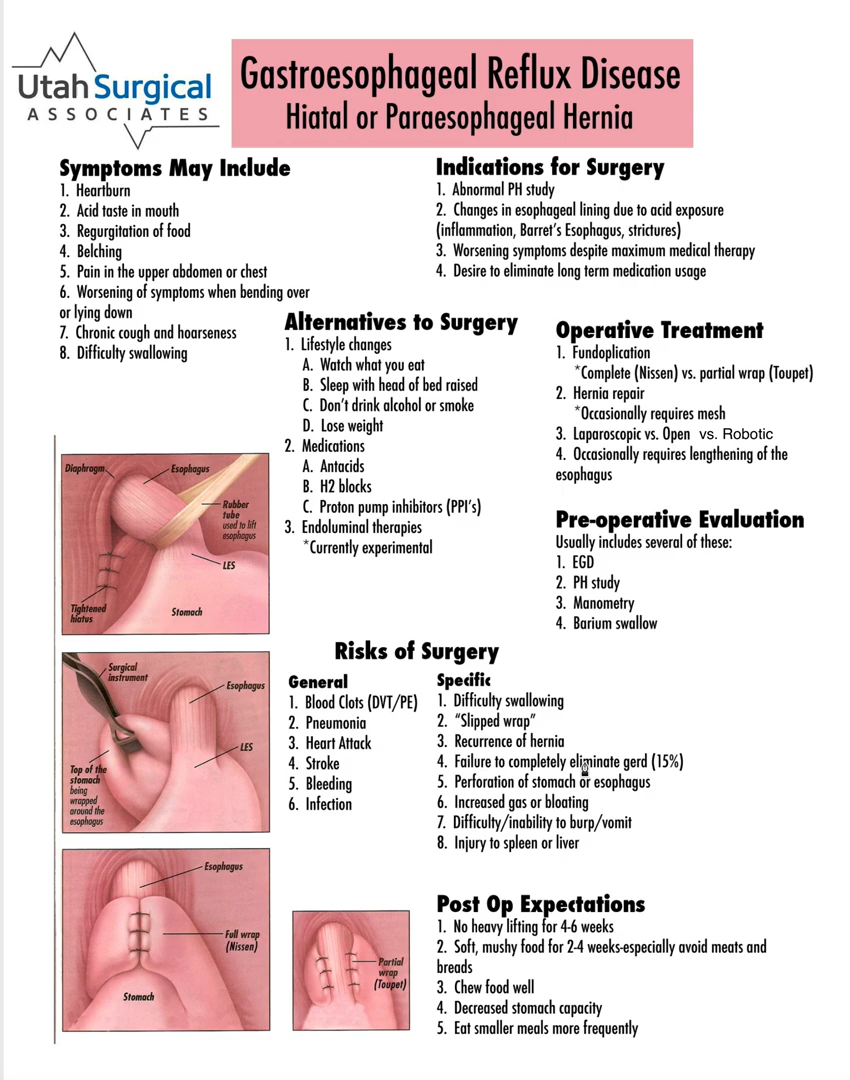 Utah Surgical
ASSOCIATES
Gastroesophageal Reflux Disease
Hiatal or Paraesophageal Hernia
Symptoms May Include
1. Heartburn
2. Acid taste in mouth
3. Regurgitation of food
4. Belching
5. Pain in the upper abdomen or chest
6. Worsening of symptoms when bending over
or lying down
7. Chronic cough and hoarseness
8. Difficulty swallowing
Indications for Surgery
1. Abnormal PH study
2. Changes in esophageal lining due to acid exposure
(inflammation, Barret's Esophagus, strictures)
3. Worsening symptoms despite maximum medical therapy
4. Desire to eliminate long term medication usage
Alternatives to Surgery
1. Lifestyle changes
A. Watch what you eat
B. Sleep with head of bed raised
C. Don't drink alcohol or smoke
D. Lose weight
2. Medications
A. Antacids
B. H2 blocks
C. Proton pump inhibitors (PPI's)
3. Endoluminal therapies
*Currently experimental
Operative Treatment
1. Fundoplication
*Complete (Nissen) vs. partial wrap (Toupet)
2. Hernia repair
*Occasionally requires mesh
3. Laparoscopic vs. Open vs. Robotic
4. Occasionally requires lengthening of the
esophagus
Pre-operative Evaluation
Usually includes several of these:
1. EGD
2. PH study
3. Manometry
4. Barium swallow
Diaphragm
Esophagus
Rubber
tube
used to lift
esophagus
LES
Tightened
hiatus
Stomach
Surgical
instrument
Esophagus
LES
Top of the
stomach
being
wrapped
around the
esophagus
Esophagus
Full wrap
(Nissen)
Stomach
Partial
wrap
(Toupet)
Risks of Surgery
General
1. Blood Clots (DVT/PE)
2. Pneumonia
3. Heart Attack
4. Stroke
5. Bleeding
6. Infection
Specific
1. Difficulty swallowing
2. "Slipped wrap"
3. Recurrence of hernia
4. Failure to completely eliminate gerd (15%)
5. Perforation of stomach or esophagus
6. Increased gas or bloating
7. Difficulty/inability to burp/vomit
8. Injury to spleen or liver
Post Op Expectations
1. No heavy lifting for 4-6 weeks
2. Soft, mushy food for 2-4 weeks-especially avoid meats and
breads
3. Chew food well
4. Decreased stomach capacity
5. Eat smaller meals more frequently